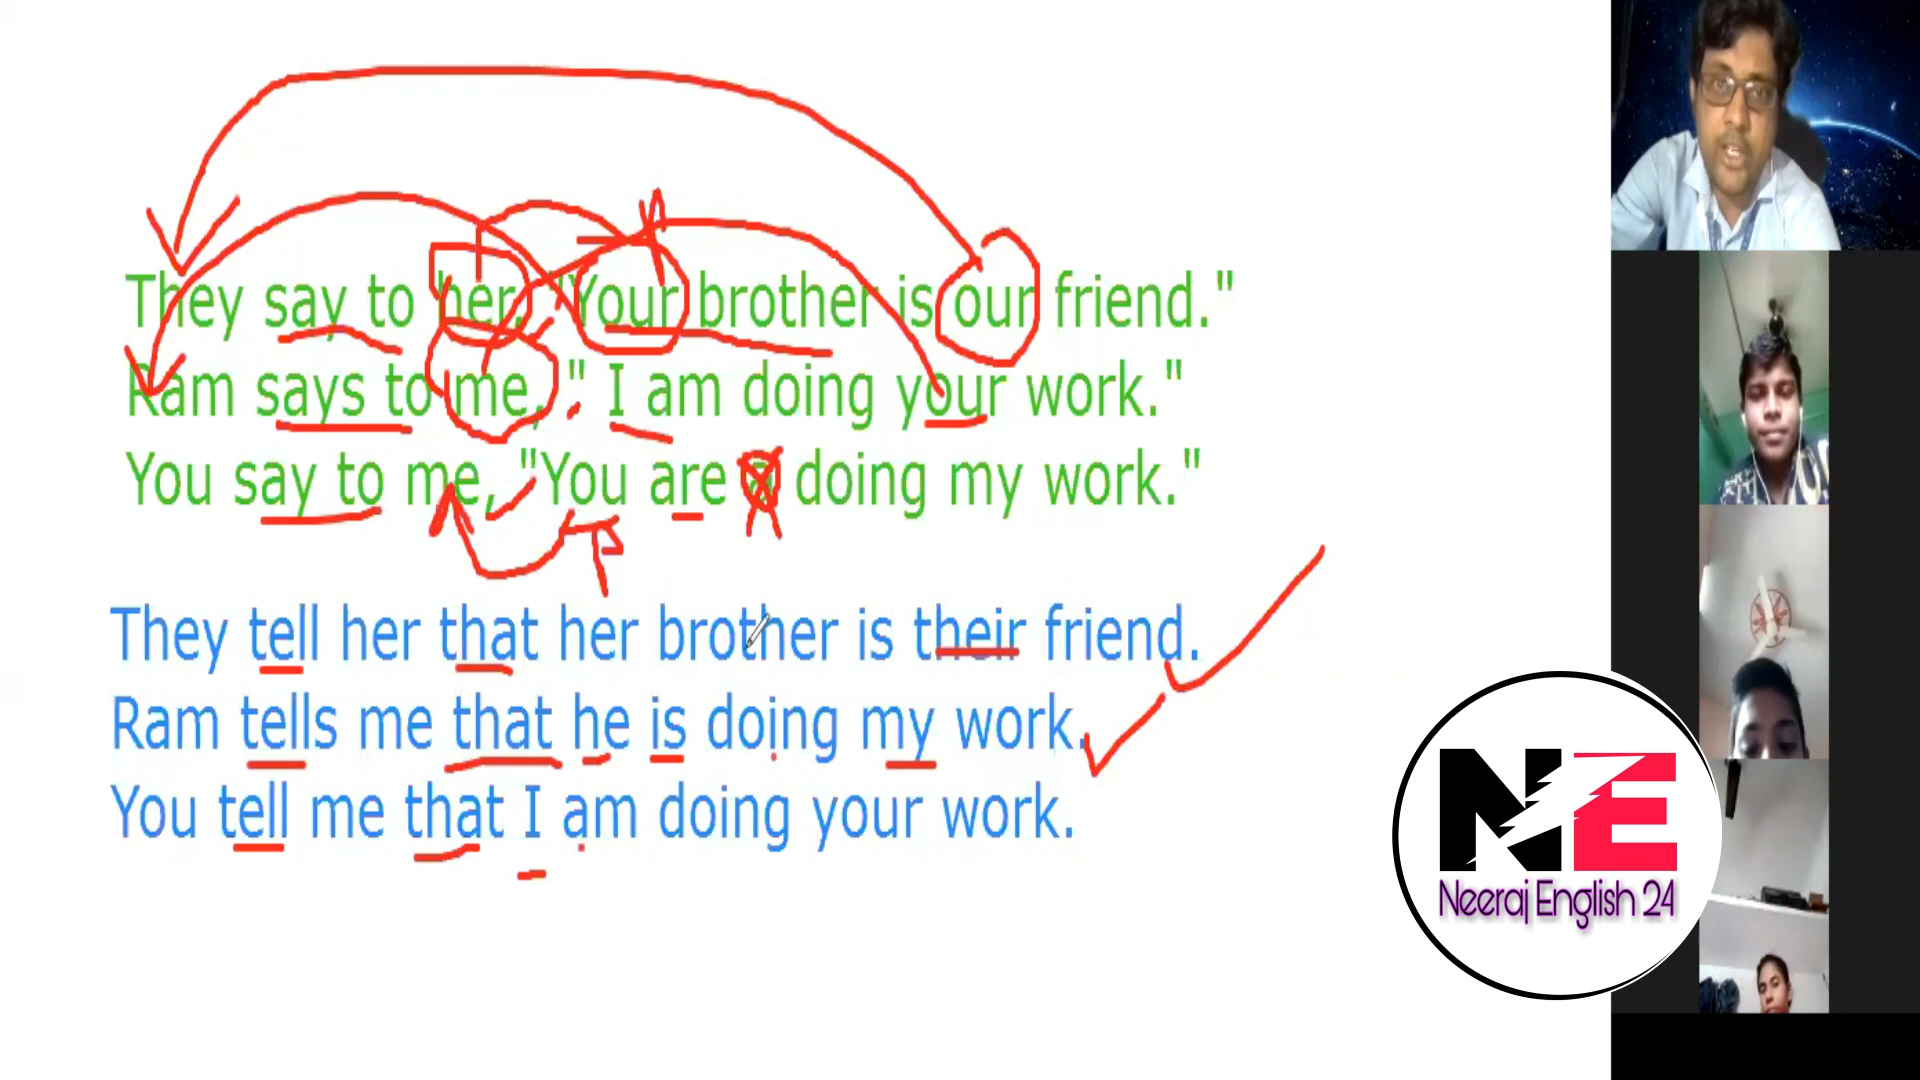 They say to her, "Your brother is our friend."
Ram says to me, " I am doing your work."
You say to me, "You are a doing my work."
They tell her that her brother is their friend.
Ram tells me that he is doing my work.
You tell me that I am doing your work.
NE
Neeraj English 24